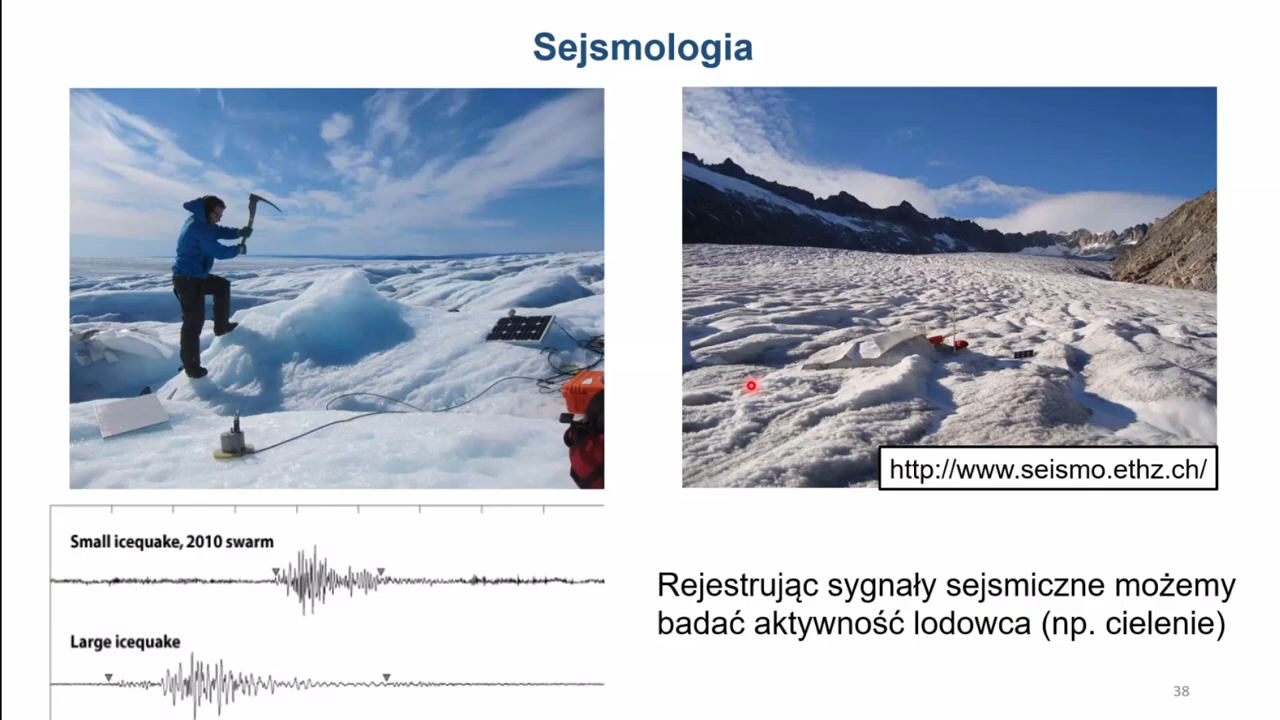 Sejsmologia
http://www.seismo.ethz.ch/
Small icequake, 2010 swarm
Large icequake
Rejestrując sygnały sejsmiczne możemy
badać aktywność lodowca (np. cielenie)
38